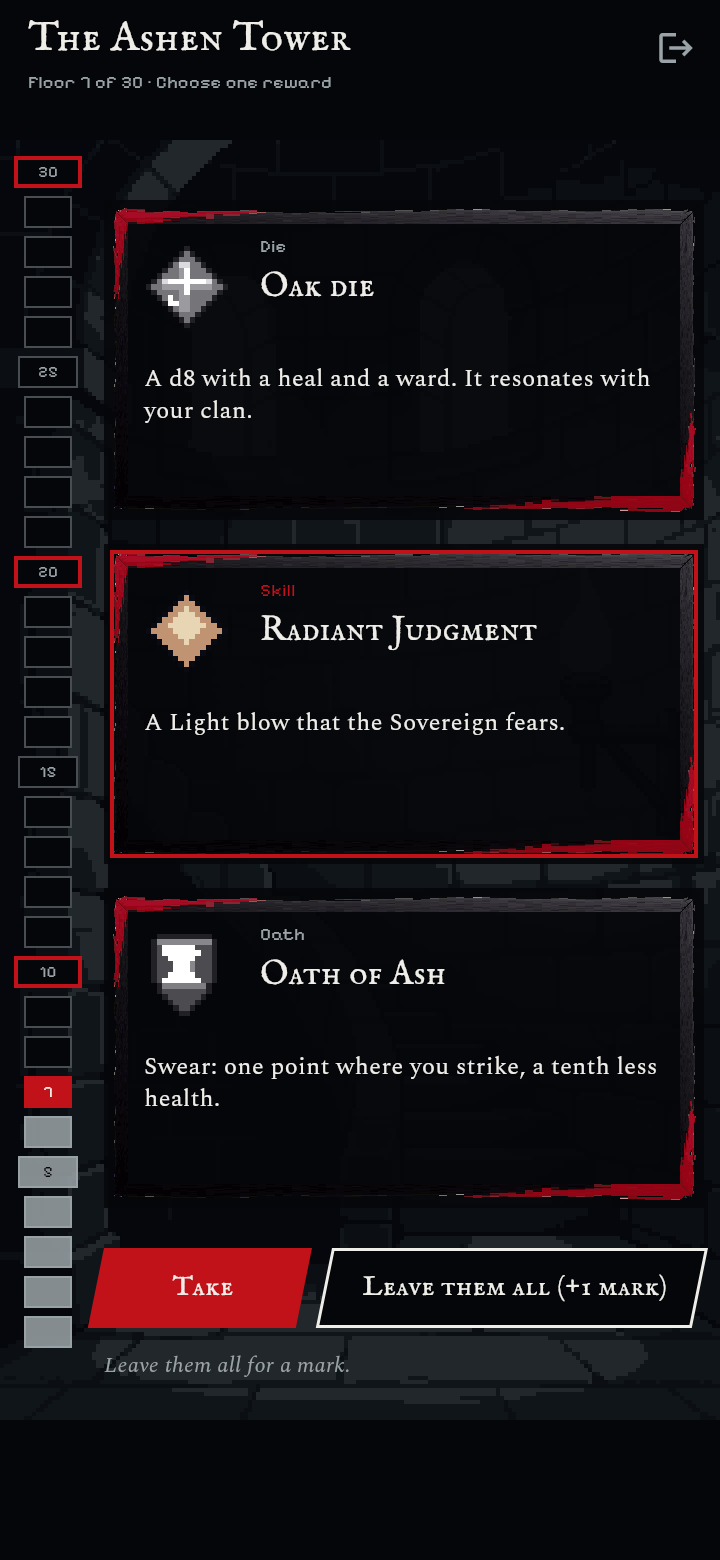 The Ashen Tower
Floor 7 of 30 · Choose one reward
30
25
20
15
10
7
5
Die
Oak die
A d8 with a heal and a ward. It resonates with
your clan.
Skill
Radiant Judgment
A Light blow that the Sovereign fears.
Oath
Oath of Ash
Swear: one point where you strike, a tenth less
health.
Take
Leave them all (+1 mark)
Leave them all for a mark.